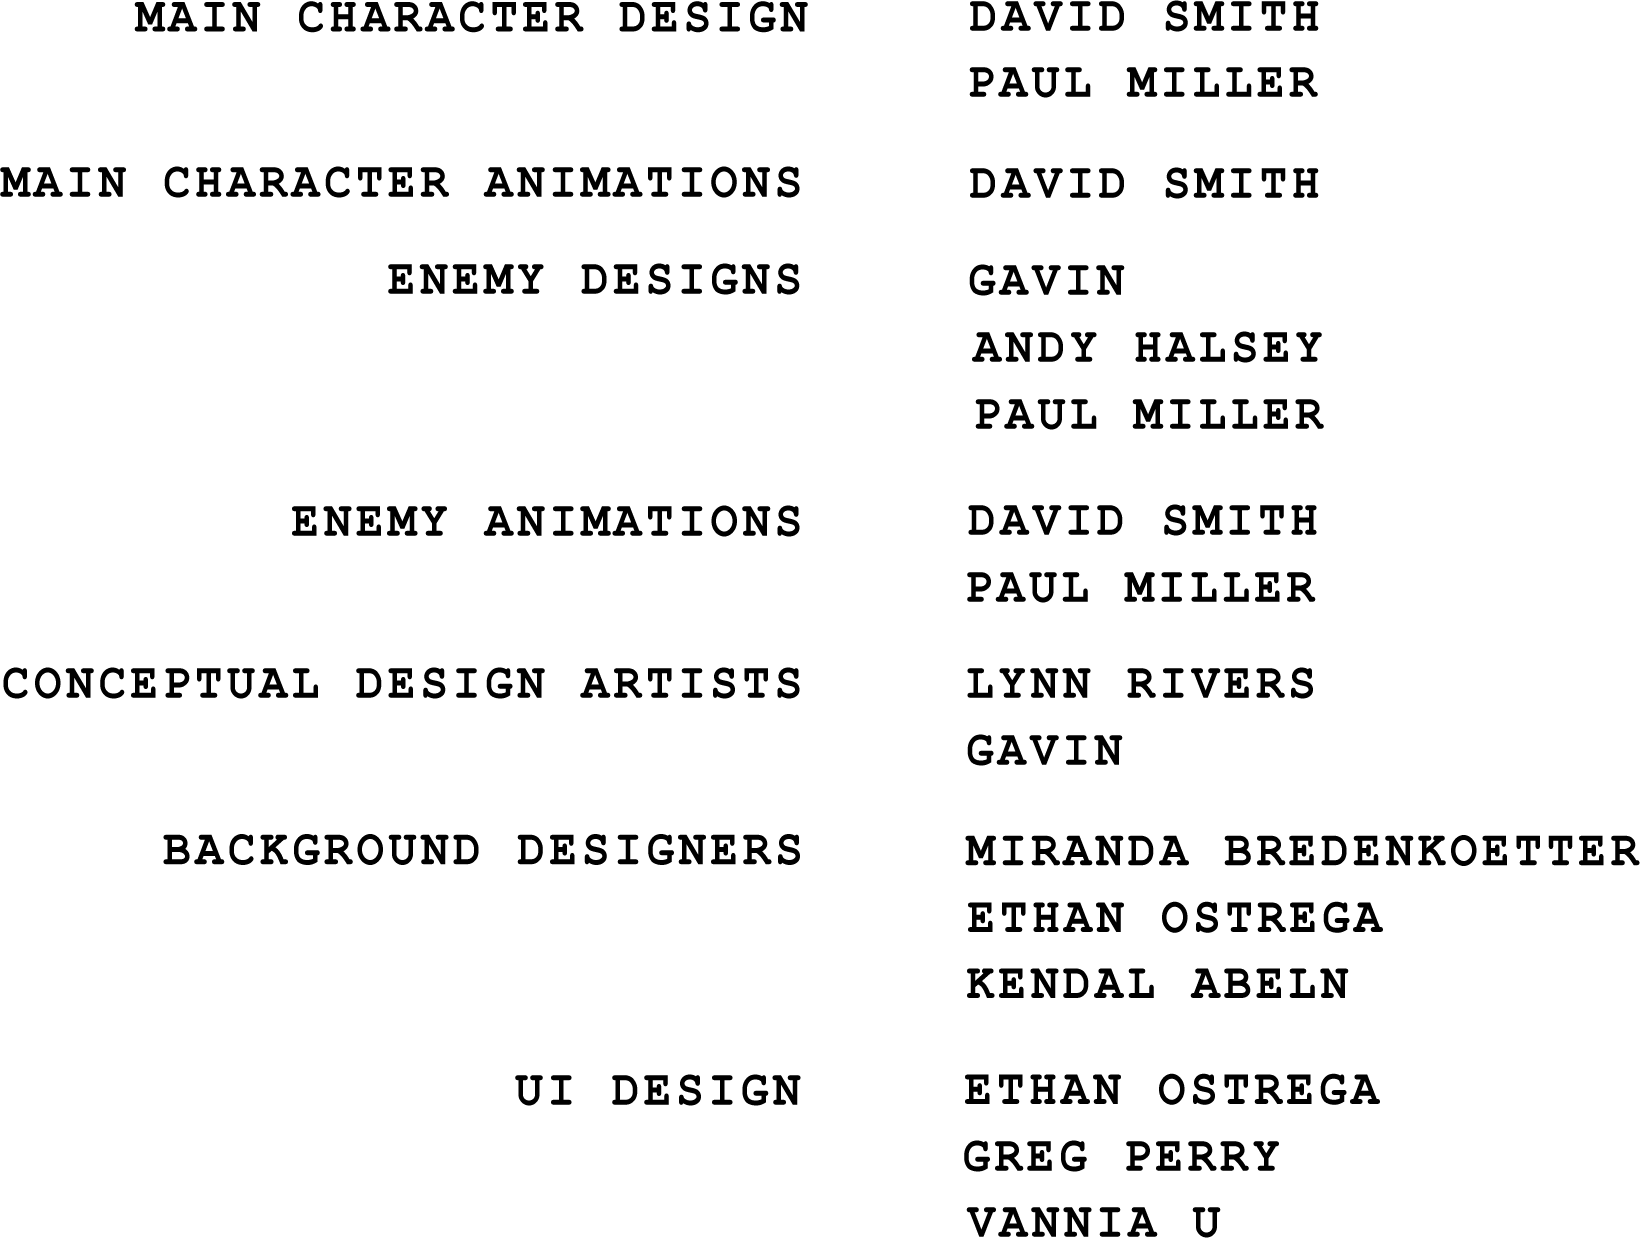 MAIN CHARACTER DESIGN DAVID SMITH
PAUL MILLER
MAIN CHARACTER ANIMATIONS DAVID SMITH
ENEMY DESIGNS GAVIN
ANDY HALSEY
PAUL MILLER
ENEMY ANIMATIONS DAVID SMITH
PAUL MILLER
CONCEPTUAL DESIGN ARTISTS LYNN RIVERS
GAVIN
BACKGROUND DESIGNERS MIRANDA BREDENKOETTER
ETHAN OSTREGA
KENDAL ABELN
UI DESIGN ETHAN OSTREGA
GREG PERRY
VANNIA U